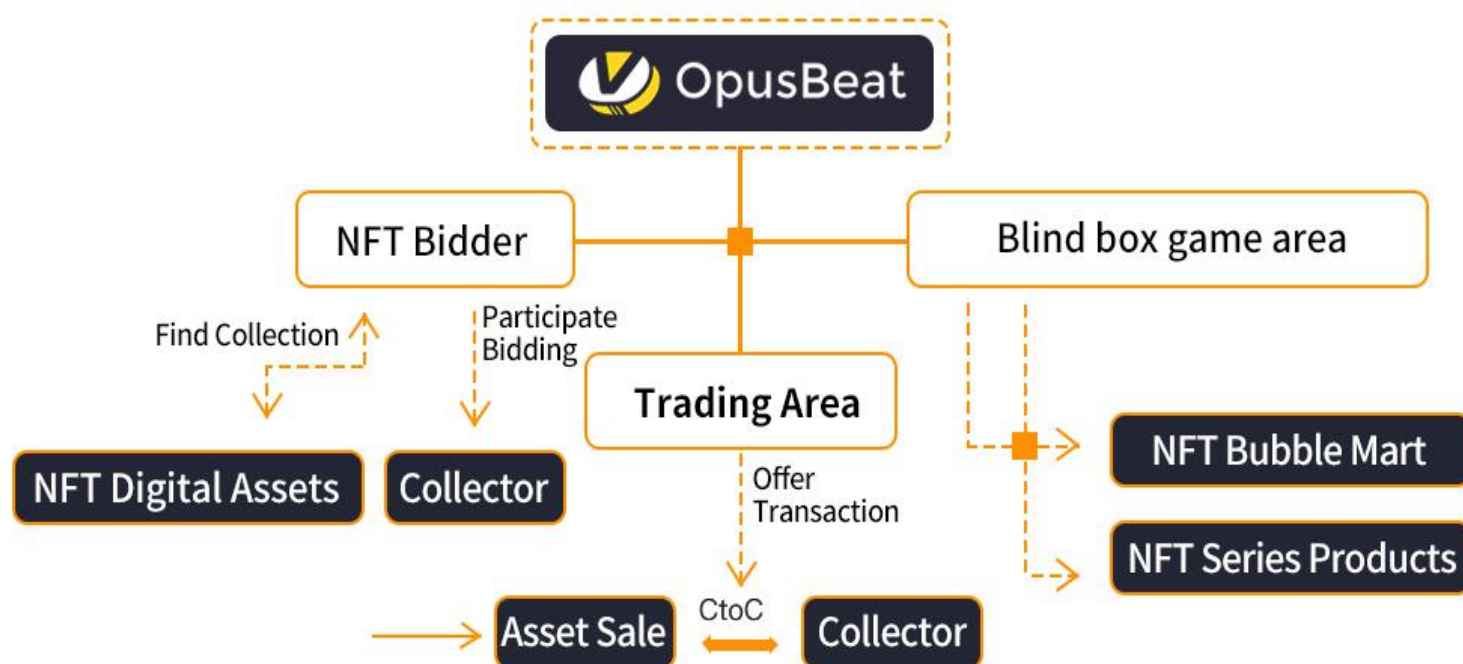 OpusBeat
NFT Bidder
Blind box game area
Find Collection
Participate
Bidding
Trading Area
NFT Digital Assets
Collector
Offer
Transaction
NFT Bubble Mart
NFT Series Products
Asset Sale
CtoC
Collector